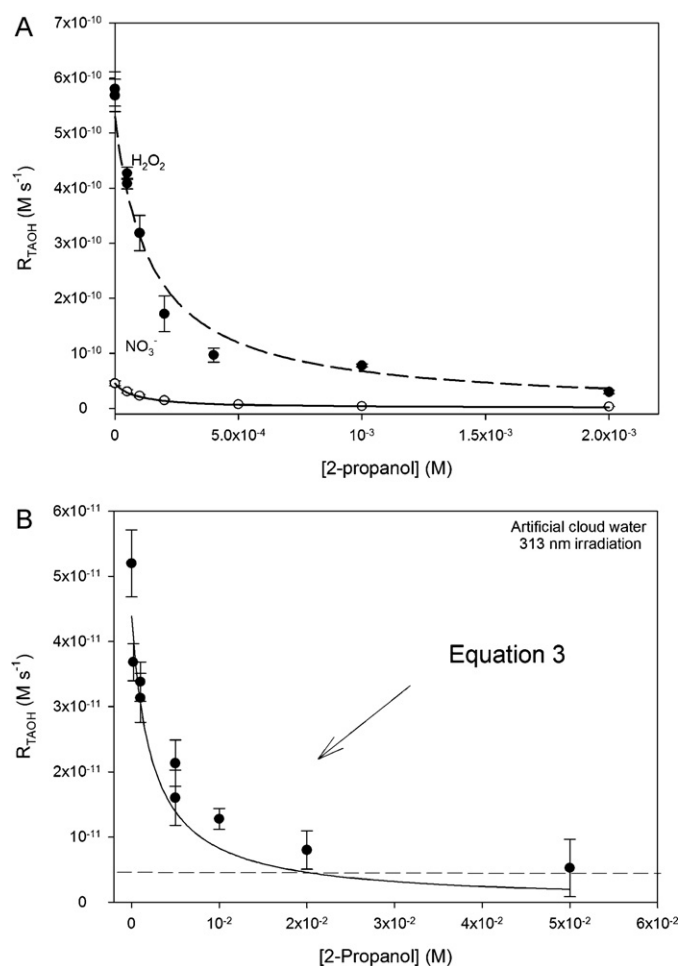 A
7x10⁻¹⁰
6x10⁻¹⁰
5x10⁻¹⁰
4x10⁻¹⁰
3x10⁻¹⁰
2x10⁻¹⁰
10⁻¹⁰
0
R_TAOH (M s⁻¹)
H₂O₂
NO₃⁻
0 5.0x10⁻⁴ 10⁻³ 1.5x10⁻³ 2.0x10⁻³
[2-propanol] (M)
B
6x10⁻¹¹
5x10⁻¹¹
4x10⁻¹¹
3x10⁻¹¹
2x10⁻¹¹
10⁻¹¹
0
R_TAOH (M s⁻¹)
Artificial cloud water
313 nm irradiation
Equation 3
0 10⁻² 2x10⁻² 3x10⁻² 4x10⁻² 5x10⁻² 6x10⁻²
[2-Propanol] (M)